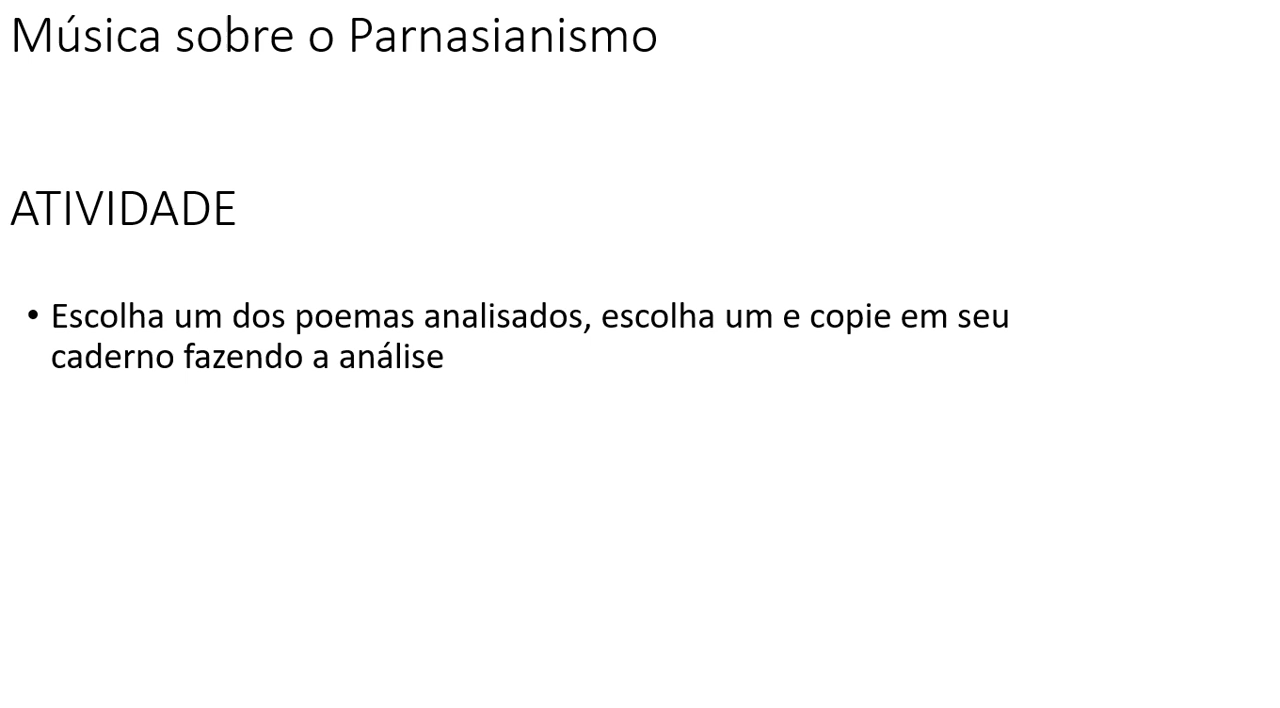 Música sobre o Parnasianismo
ATIVIDADE
• Escolha um dos poemas analisados, escolha um e copie em seu
caderno fazendo a análise